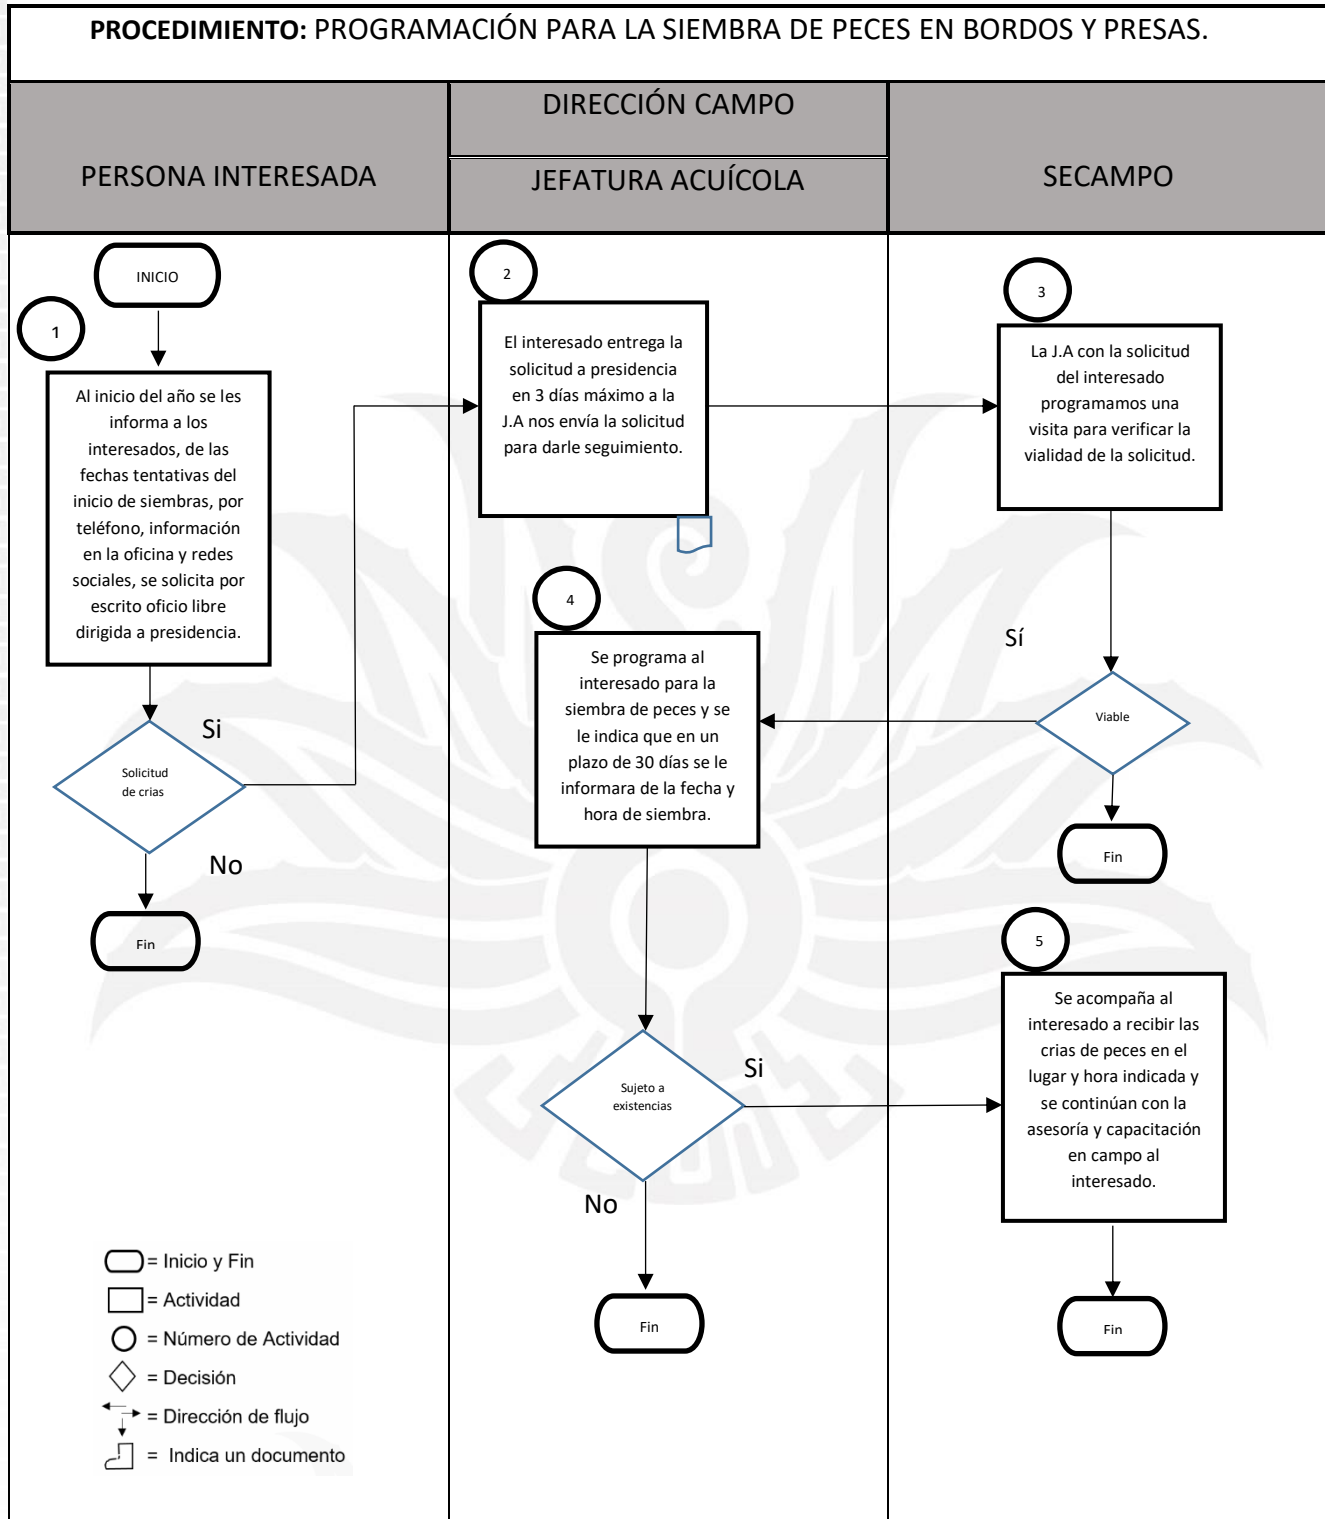 PROCEDIMIENTO: PROGRAMACIÓN PARA LA SIEMBRA DE PECES EN BORDOS Y PRESAS.
PERSONA INTERESADA
DIRECCIÓN CAMPO
JEFATURA ACUÍCOLA
SECAMPO
INICIO
1
Al inicio del año se les
informa a los
interesados, de las
fechas tentativas del
inicio de siembras, por
teléfono, información
en la oficina y redes
sociales, se solicita por
escrito oficio libre
dirigida a presidencia.
Si
Solicitud
de crias
No
Fin
2
El interesado entrega la
solicitud a presidencia
en 3 días máximo a la
J.A nos envía la solicitud
para darle seguimiento.
3
La J.A con la solicitud
del interesado
programamos una
visita para verificar la
vialidad de la solicitud.
Sí
Viable
Fin
4
Se programa al
interesado para la
siembra de peces y se
le indica que en un
plazo de 30 días se le
informara de la fecha y
hora de siembra.
Sujeto a
existencias
Si
No
Fin
5
Se acompaña al
interesado a recibir las
crias de peces en el
lugar y hora indicada y
se continúan con la
asesoría y capacitación
en campo al
interesado.
Fin
= Inicio y Fin
= Actividad
= Número de Actividad
= Decisión
= Dirección de flujo
= Indica un documento